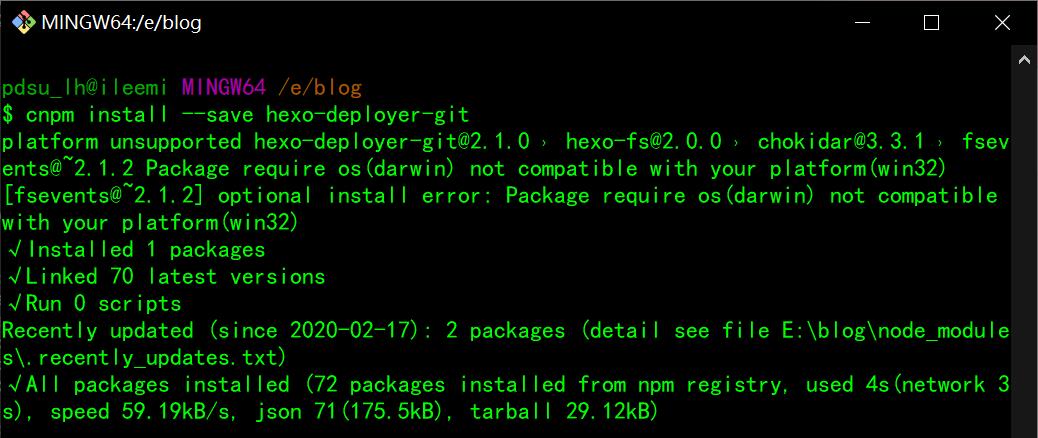 MINGW64:/e/blog
pdsu_lh@ileemi MINGW64 /e/blog
$ cnpm install --save hexo-deployer-git
platform unsupported hexo-deployer-git@2.1.0 › hexo-fs@2.0.0 › chokidar@3.3.1 › fsev
ents@~2.1.2 Package require os(darwin) not compatible with your platform(win32)
[fsevents@~2.1.2] optional install error: Package require os(darwin) not compatible
with your platform(win32)
√Installed 1 packages
√Linked 70 latest versions
√Run 0 scripts
Recently updated (since 2020-02-17): 2 packages (detail see file E:\blog\node_module
s\.recently_updates.txt)
√All packages installed (72 packages installed from npm registry, used 4s(network 3
s), speed 59.19kB/s, json 71(175.5kB), tarball 29.12kB)